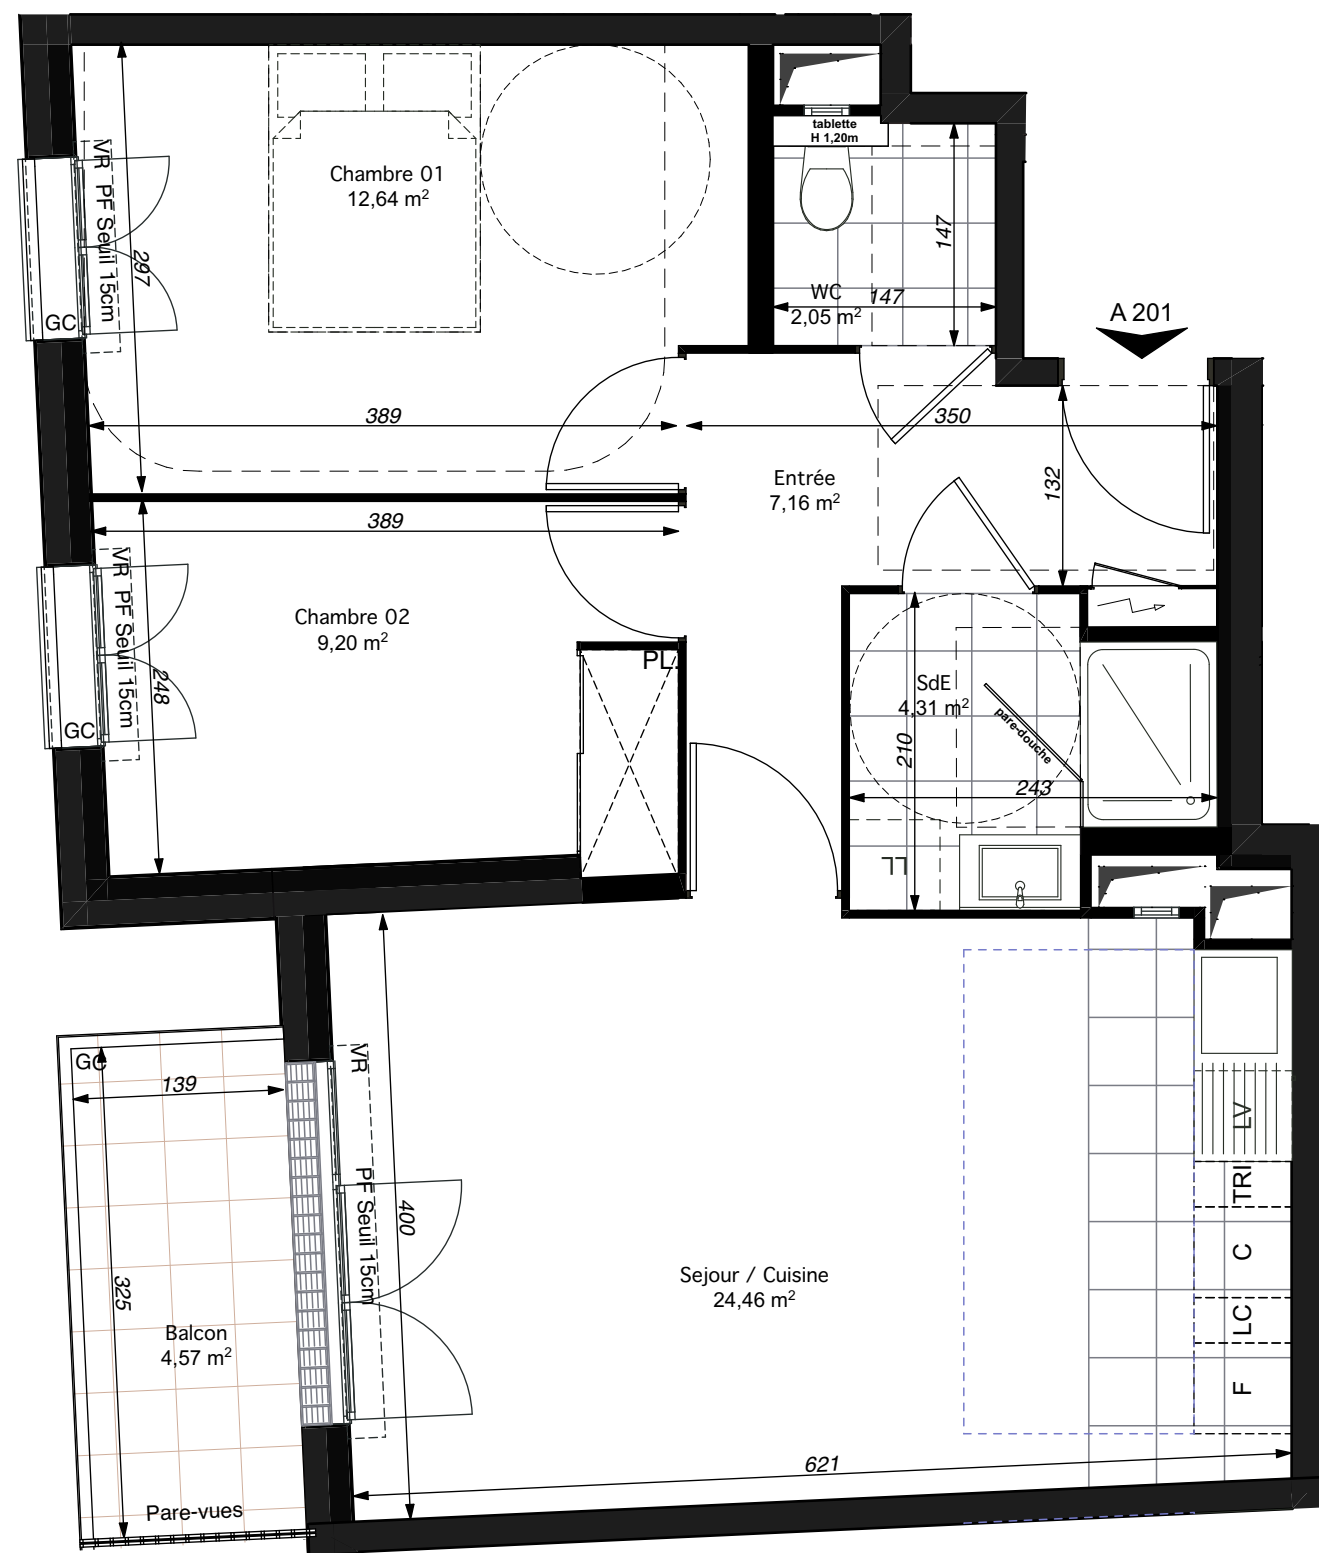 tablette
H 1,20m
Chambre 01
12,64 m²
VR PF Seuil 15cm
297
GC
147
WC
147
2,05 m²
A 201
389
350
Entrée
7,16 m²
132
389
VR PF Seuil 15cm
Chambre 02
9,20 m²
248
GC
PL.
SdE
4,31 m²
pare-douche
210
243
LL
GC
139
VR
PF Seuil 15cm
400
325
Balcon
4,57 m²
Pare-vues
Sejour / Cuisine
24,46 m²
LV
TRI
C
LC
F
621